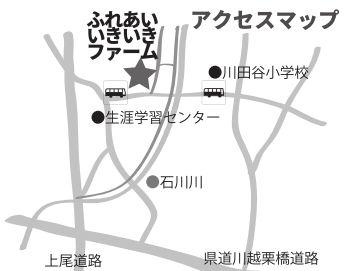 ふれあい
いきいき
ファーム
アクセスマップ
川田谷小学校
生涯学習センター
石川川
上尾道路
県道川越栗橋道路